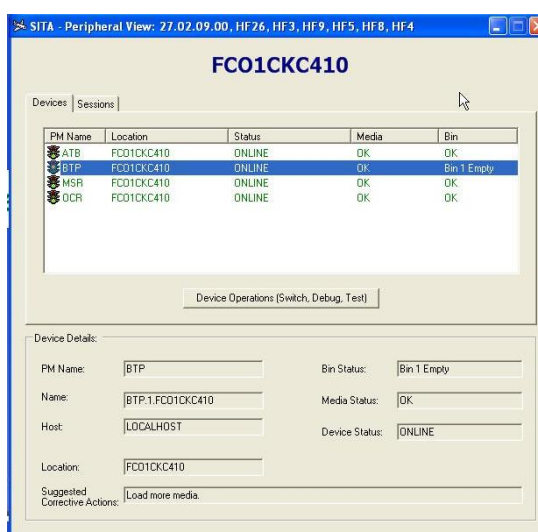 SITA - Peripheral View: 27.02.09.00, HF26, HF3, HF9, HF5, HF8, HF4
FCO1CKC410
Devices Sessions
PM Name Location Status Media Bin
ATB FCO1CKC410 ONLINE OK OK
BTP FCO1CKC410 ONLINE OK Bin 1 Empty
MSR FCO1CKC410 ONLINE OK OK
OCR FCO1CKC410 ONLINE OK OK
Device Operations (Switch, Debug, Test)
Device Details:
PM Name: BTP Bin Status: Bin 1 Empty
Name: BTP.1.FCO1CKC410 Media Status: OK
Host: LOCALHOST Device Status: ONLINE
Location: FCO1CKC410
Suggested
Corrective Actions: Load more media.